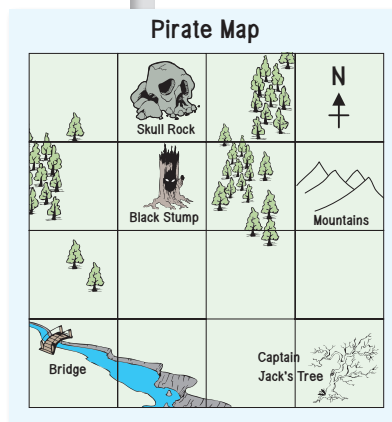 Pirate Map
N
Skull Rock
Black Stump
Mountains
Bridge
Captain
Jack's Tree